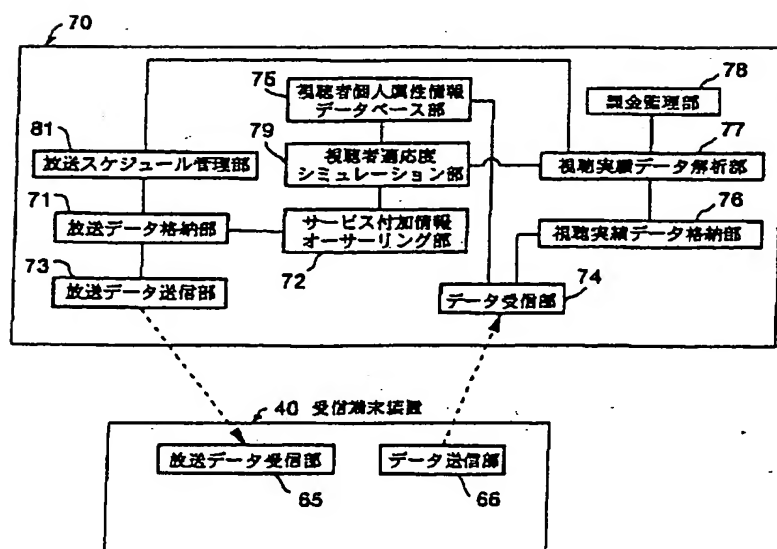 70
75
視聴者個人属性情報
データベース部
78
課金監理部
81
放送スケジュール管理部
79
視聴者適応度
シミュレーション部
77
視聴実績データ解析部
71
放送データ格納部
サービス付加情報
オーサリング部
72
76
視聴実績データ格納部
73
放送データ送信部
74
データ受信部
40 受信端末装置
放送データ受信部
65
データ送信部
66